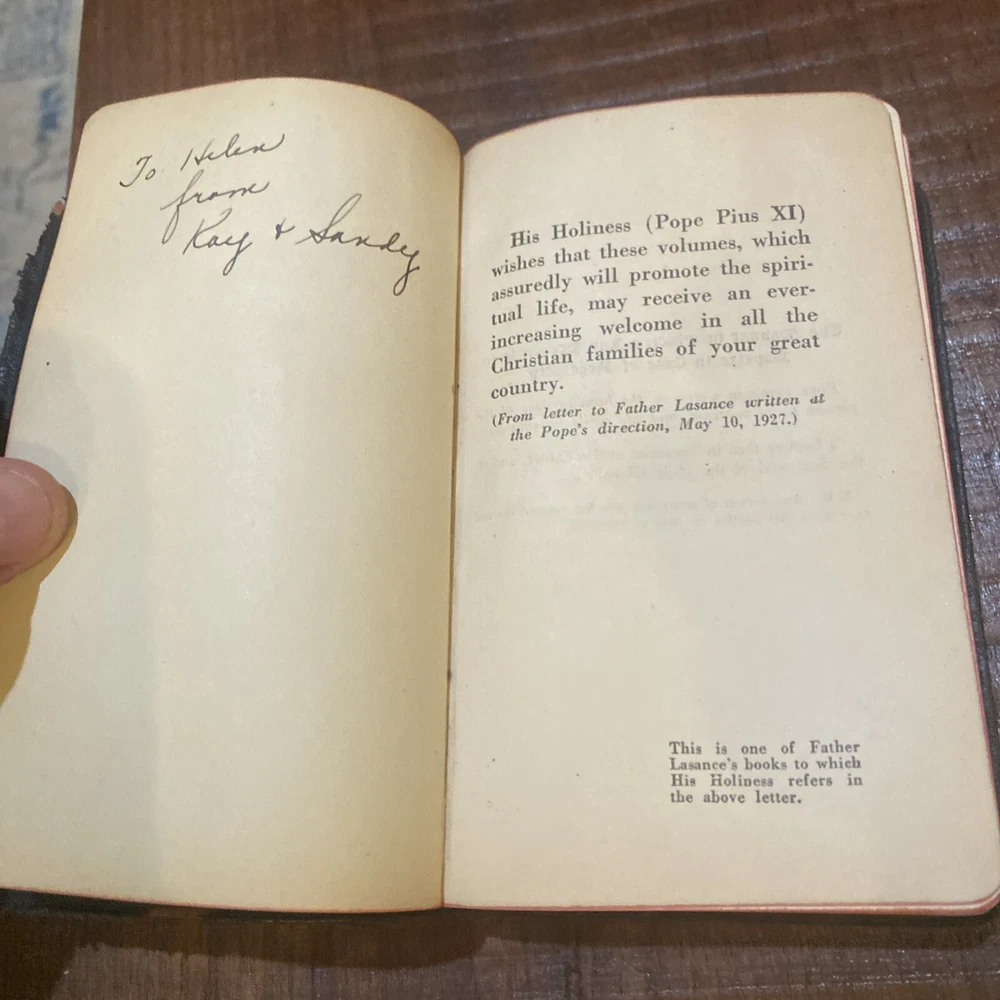 To Helen
from
Kay & Sandy
His Holiness (Pope Pius XI)
wishes that these volumes, which
assuredly will promote the spiri-
tual life, may receive an ever-
increasing welcome in all the
Christian families of your great
country.
(From letter to Father Lasance written at
the Pope's direction, May 10, 1927.)
This is one of Father
Lasance's books to which
His Holiness refers in
the above letter.